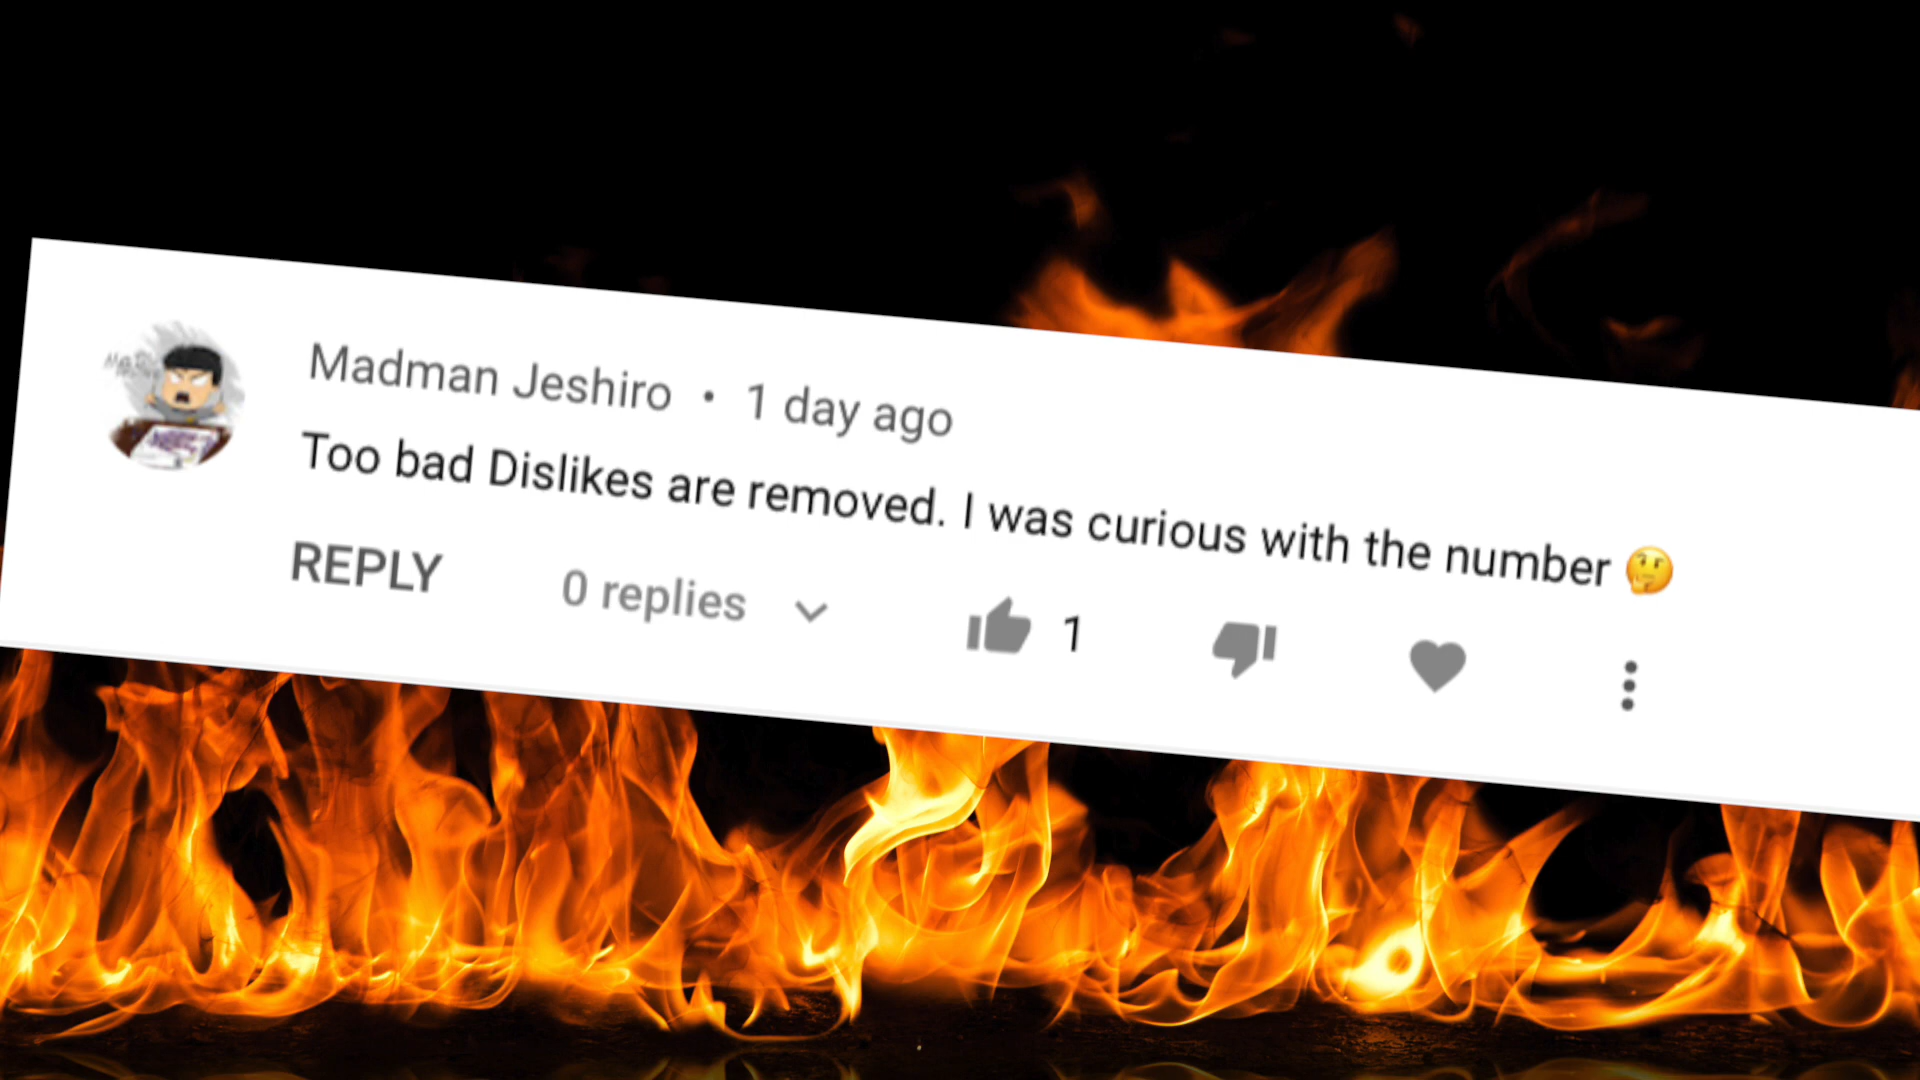 Madman Jeshiro • 1 day ago
Too bad Dislikes are removed. I was curious with the number 🤔
REPLY 0 replies 1